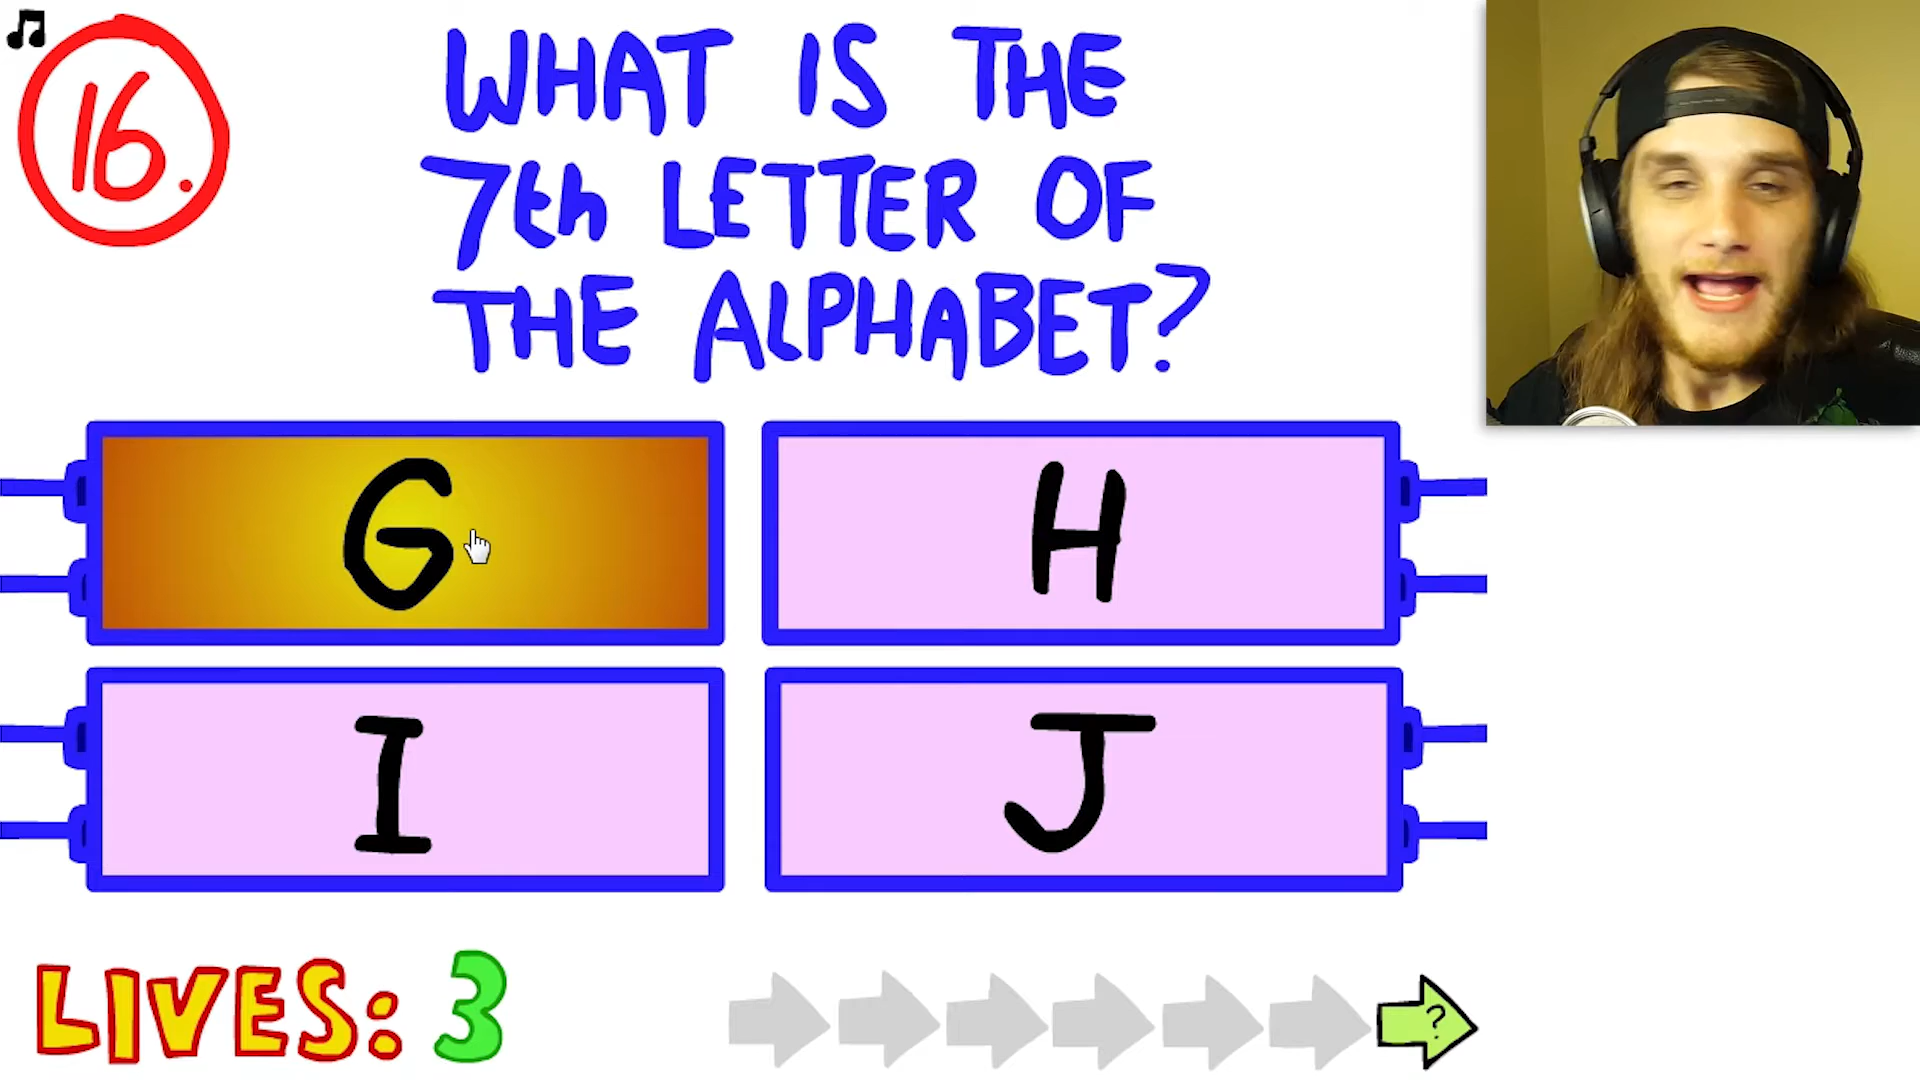 16.
WHAT IS THE
7th LETTER OF
THE ALPHABET?
G
H
I
J
LIVES: 3
?